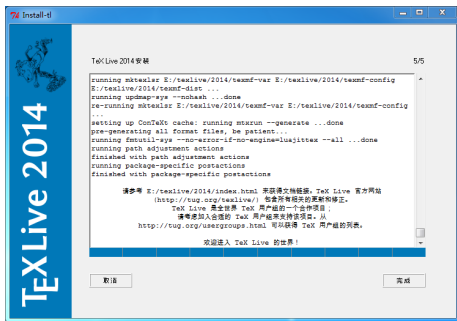 Install-tl
TeX Live 2014 安装
5/5
running mktexlsr E:/texlive/2014/texmf-var E:/texlive/2014/texmf-config
E:/texlive/2014/texmf-dist ...
running updmap-sys --nohash ...done
re-running mktexlsr E:/texlive/2014/texmf-var E:/texlive/2014/texmf-config
...
setting up ConTeXt cache: running mtxrun --generate ...done
pre-generating all format files, be patient...
running fmtutil-sys --no-error-if-no-engine=luajittex --all ...done
running path adjustment actions
finished with path adjustment actions
running package-specific postactions
finished with package-specific postactions
请参考 E:/texlive/2014/index.html 来获得文档链接。TeX Live 官方网站
(http://tug.org/texlive/) 包含所有相关的更新和修正。
TeX Live 是全世界 TeX 用户组的一个合作项目；
请考虑加入合适的 TeX 用户组来支持该项目。从
http://tug.org/usergroups.html 可以获得 TeX 用户组的列表。
欢迎进入 TeX Live 的世界！
取消
完成
TEX Live 2014